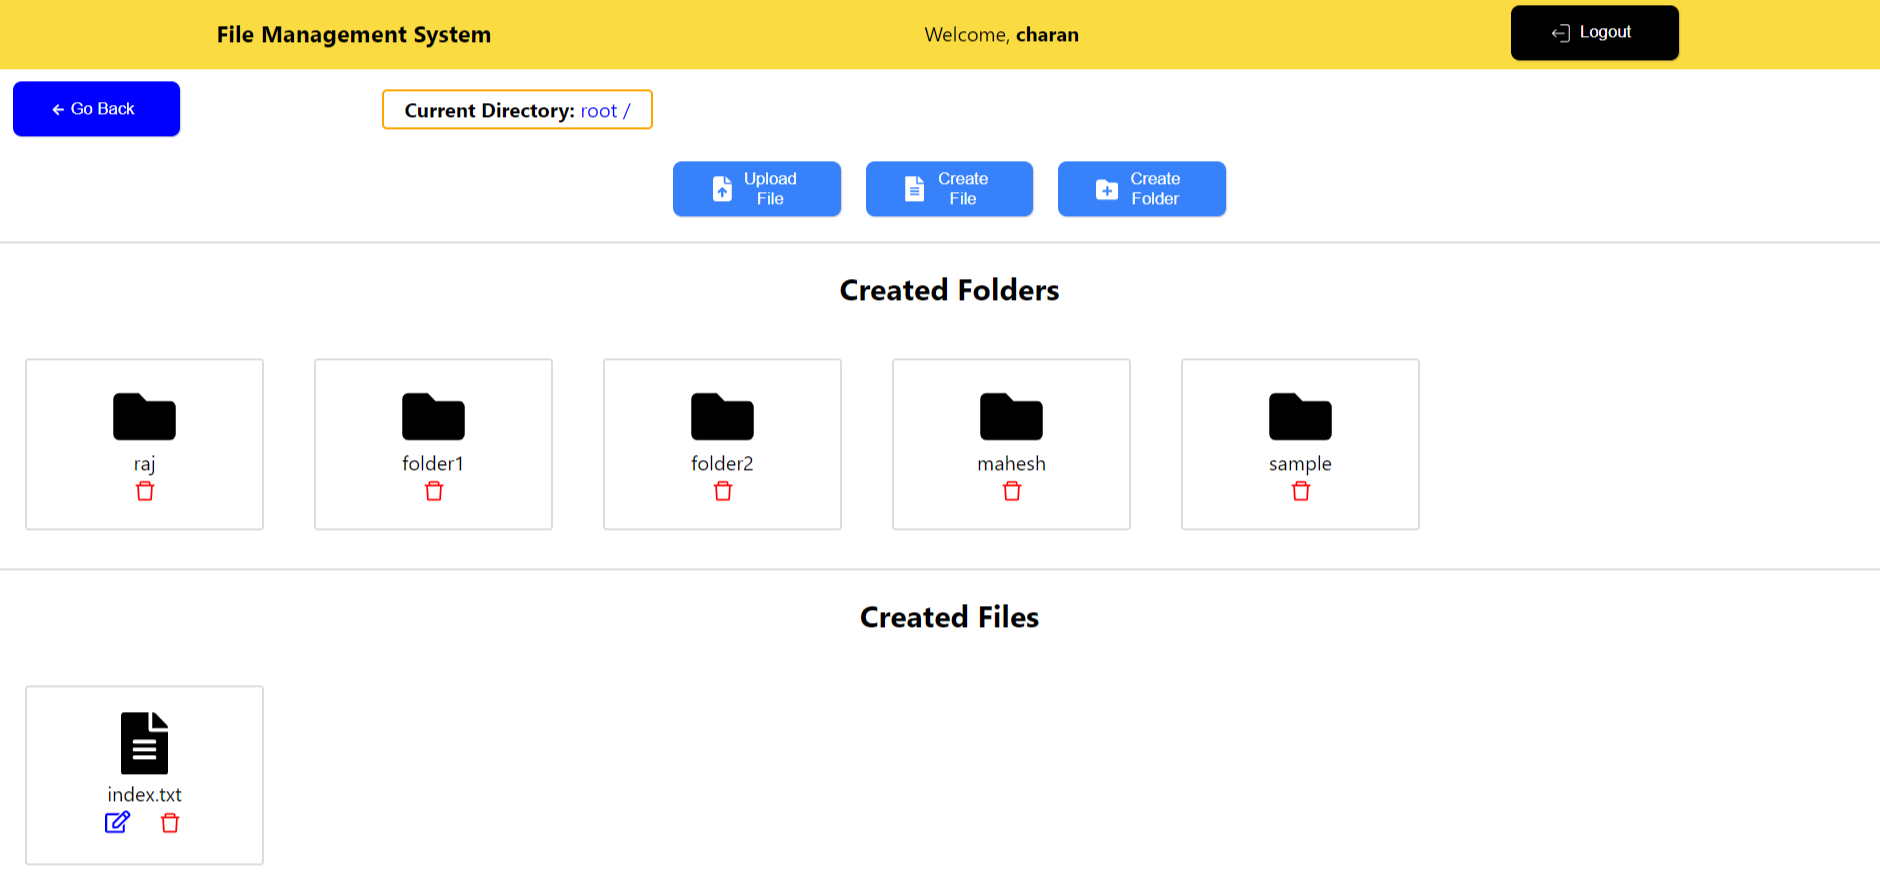 File Management System
Welcome, charan
Logout
Go Back
Current Directory: root /
Upload
File
Create
File
Create
Folder
Created Folders
raj
folder1
folder2
mahesh
sample
Created Files
index.txt